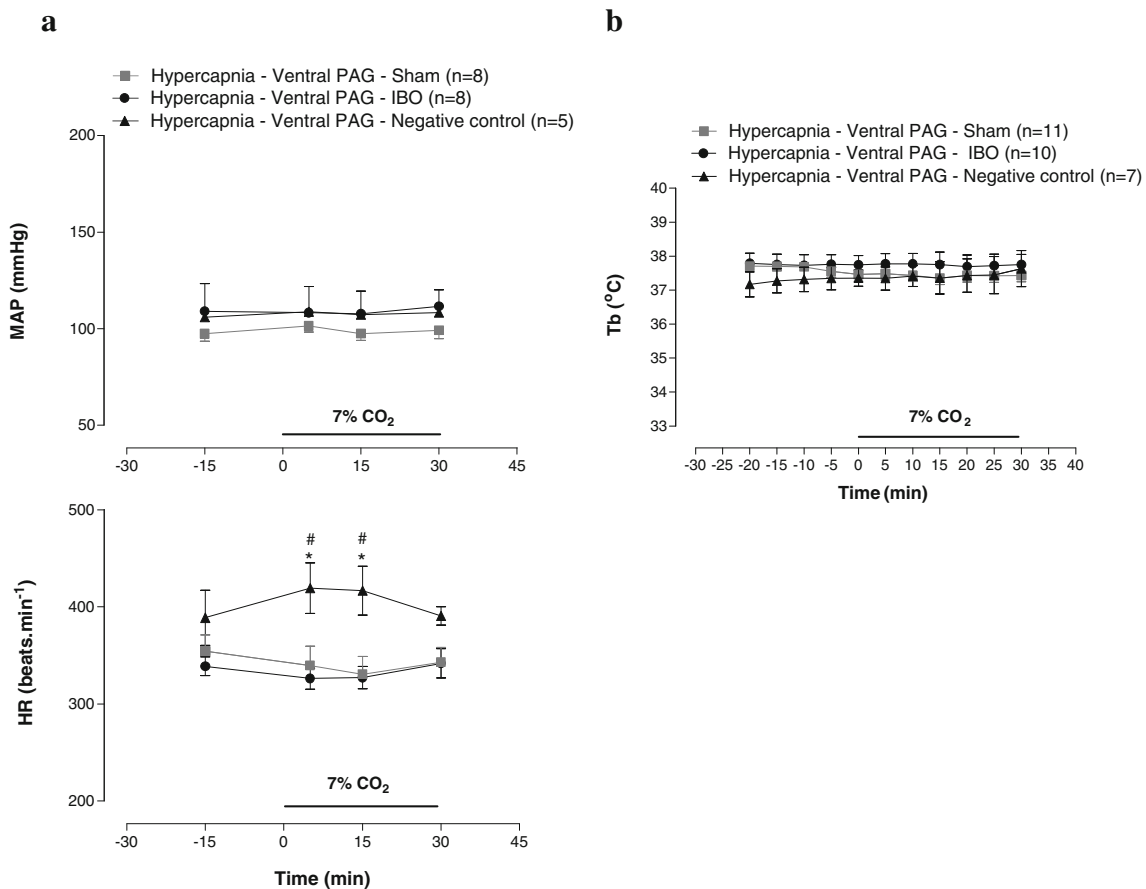 a
Hypercapnia - Ventral PAG - Sham (n=8)
Hypercapnia - Ventral PAG - IBO (n=8)
Hypercapnia - Ventral PAG - Negative control (n=5)
200
150
100
50
MAP (mmHg)
7% CO₂
-30 -15 0 15 30 45
500
400
300
200
HR (beats.min⁻¹)
# #
* *
7% CO₂
-30 -15 0 15 30 45
Time (min)
b
Hypercapnia - Ventral PAG - Sham (n=11)
Hypercapnia - Ventral PAG - IBO (n=10)
Hypercapnia - Ventral PAG - Negative control (n=7)
40
39
38
37
36
35
34
33
Tb (°C)
7% CO₂
-30 -25 -20 -15 -10 -5 0 5 10 15 20 25 30 35 40
Time (min)